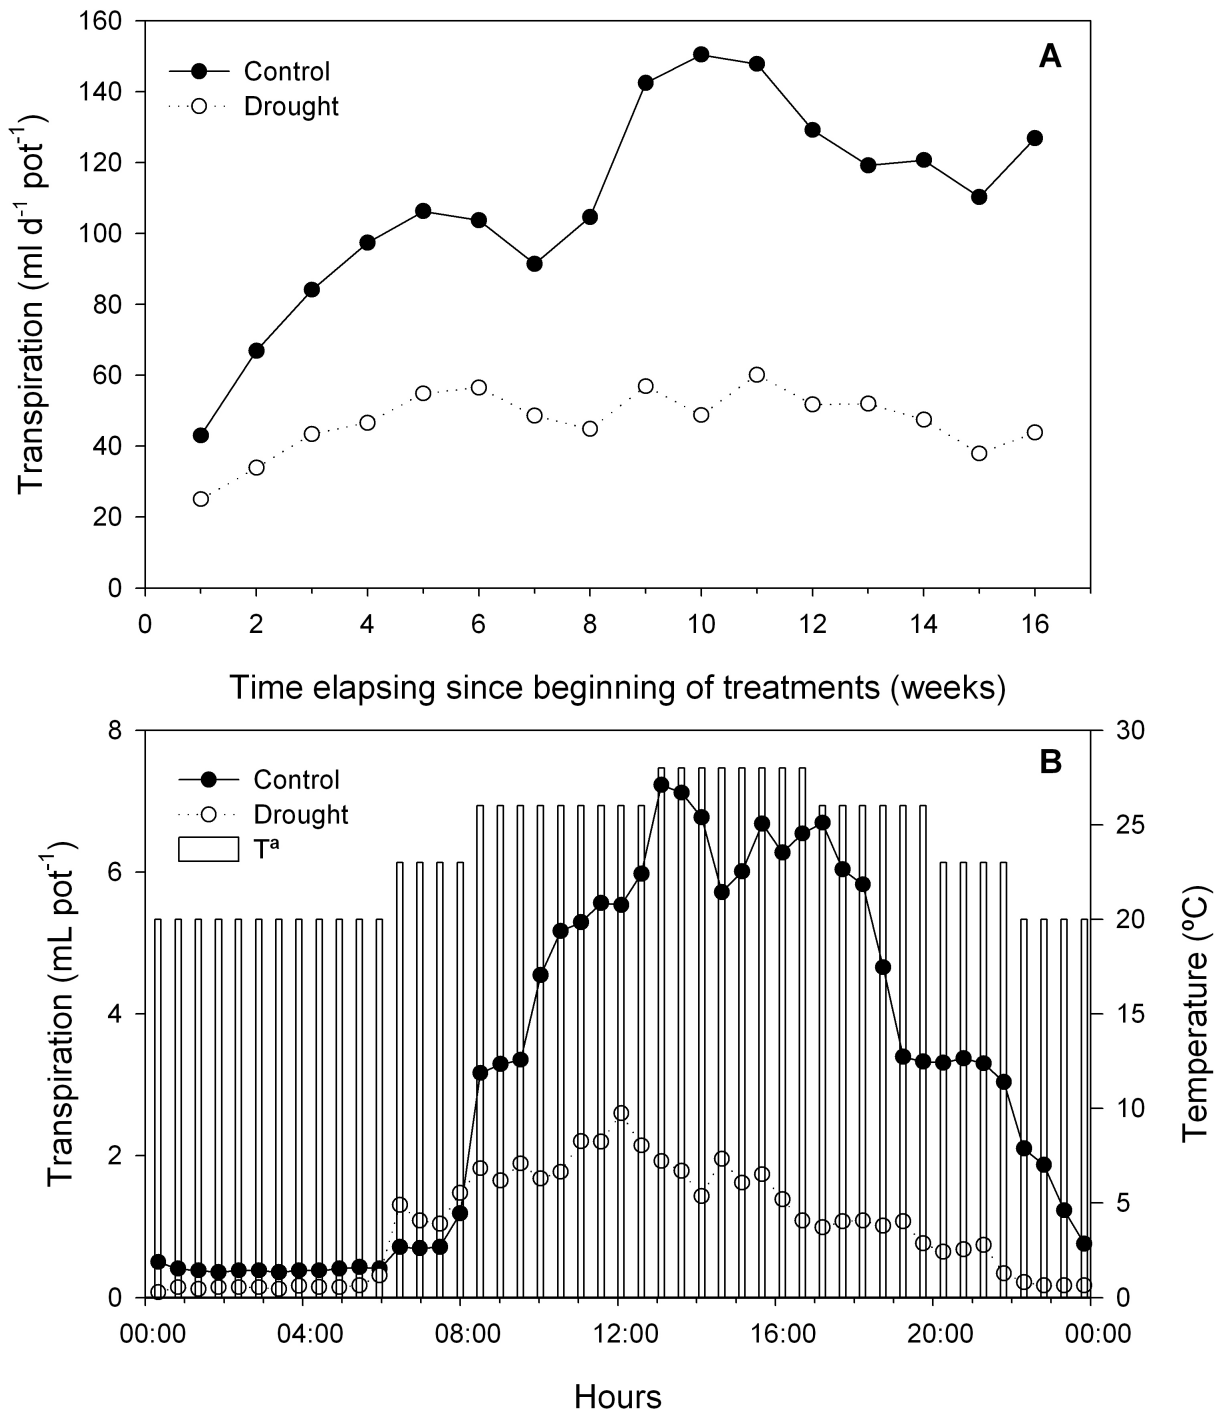 160
A
Control
Drought
140
120
100
80
60
40
20
0
Transpiration (ml d-1 pot-1)
0 2 4 6 8 10 12 14 16
Time elapsing since beginning of treatments (weeks)
8 30
B
Control
Drought
Tª
25
6
20
4 15
10
2
5
0 0
Transpiration (mL pot-1)
Temperature (ºC)
00:00 04:00 08:00 12:00 16:00 20:00 00:00
Hours